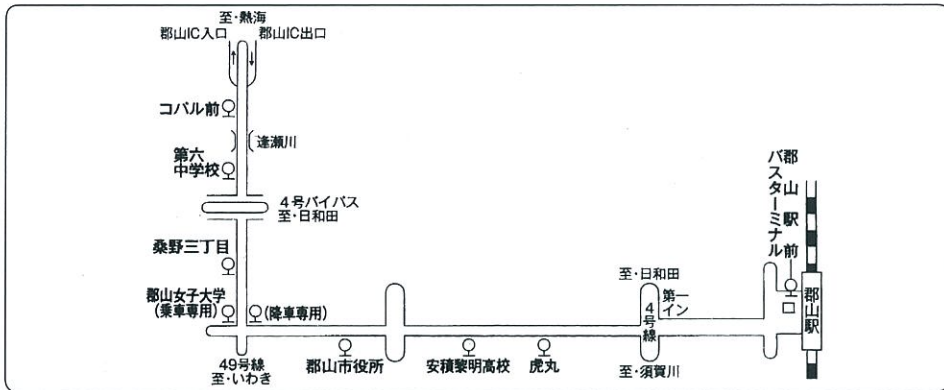 至・熱海
郡山IC入口
郡山IC出口
コパル前
逢瀬川
第六
中学校
4号バイパス
至・日和田
桑野三丁目
郡山女子大学
(乗車専用)
(降車専用)
49号線
至・いわき
郡山市役所
安積黎明高校
虎丸
至・日和田
4号線
第一イン
至・須賀川
郡山駅前
バスターミナル
郡山駅